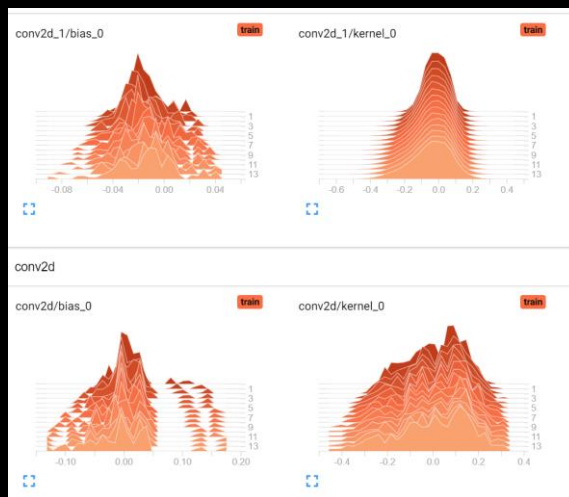 conv2d_1/bias_0
train
1
3
5
7
9
11
13
-0.08 -0.04 0.00 0.04
conv2d_1/kernel_0
train
1
3
5
7
9
11
13
-0.6 -0.4 -0.2 0.0 0.2 0.4
conv2d
conv2d/bias_0
train
1
3
5
7
9
11
13
-0.10 0.00 0.10 0.20
conv2d/kernel_0
train
1
3
5
7
9
11
13
-0.4 -0.2 0.0 0.2 0.4